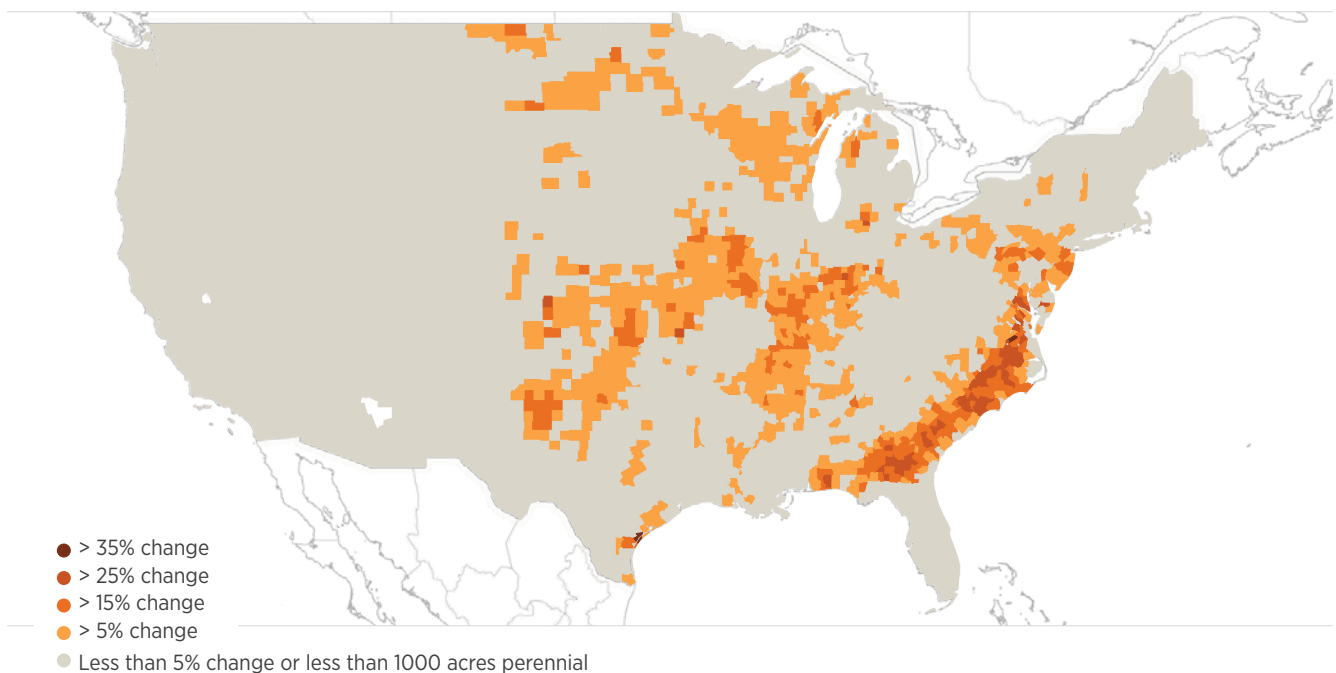 > 35% change
> 25% change
> 15% change
> 5% change
Less than 5% change or less than 1000 acres perennial